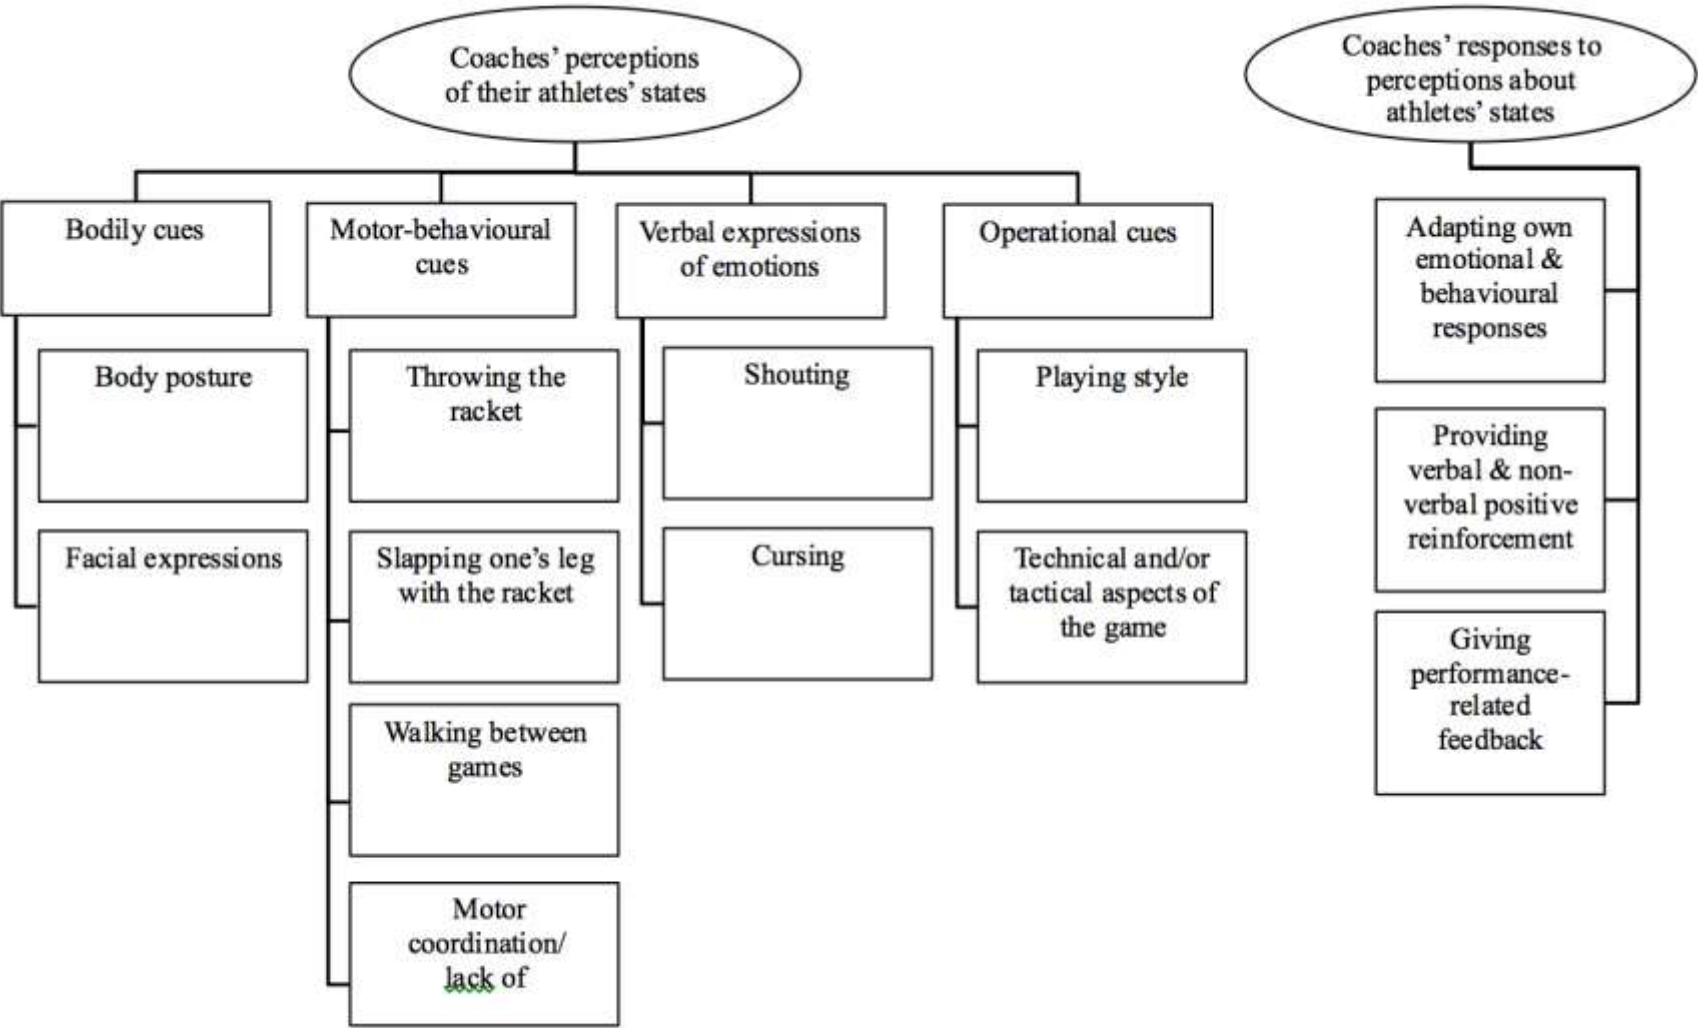 Coaches’ perceptions
of their athletes’ states
Coaches’ responses to
perceptions about
athletes’ states
Bodily cues
Body posture
Facial expressions
Motor-behavioural
cues
Throwing the
racket
Slapping one’s leg
with the racket
Walking between
games
Motor
coordination/
lack of
Verbal expressions
of emotions
Shouting
Cursing
Operational cues
Playing style
Technical and/or
tactical aspects of
the game
Adapting own
emotional &
behavioural
responses
Providing
verbal & non-
verbal positive
reinforcement
Giving
performance-
related
feedback